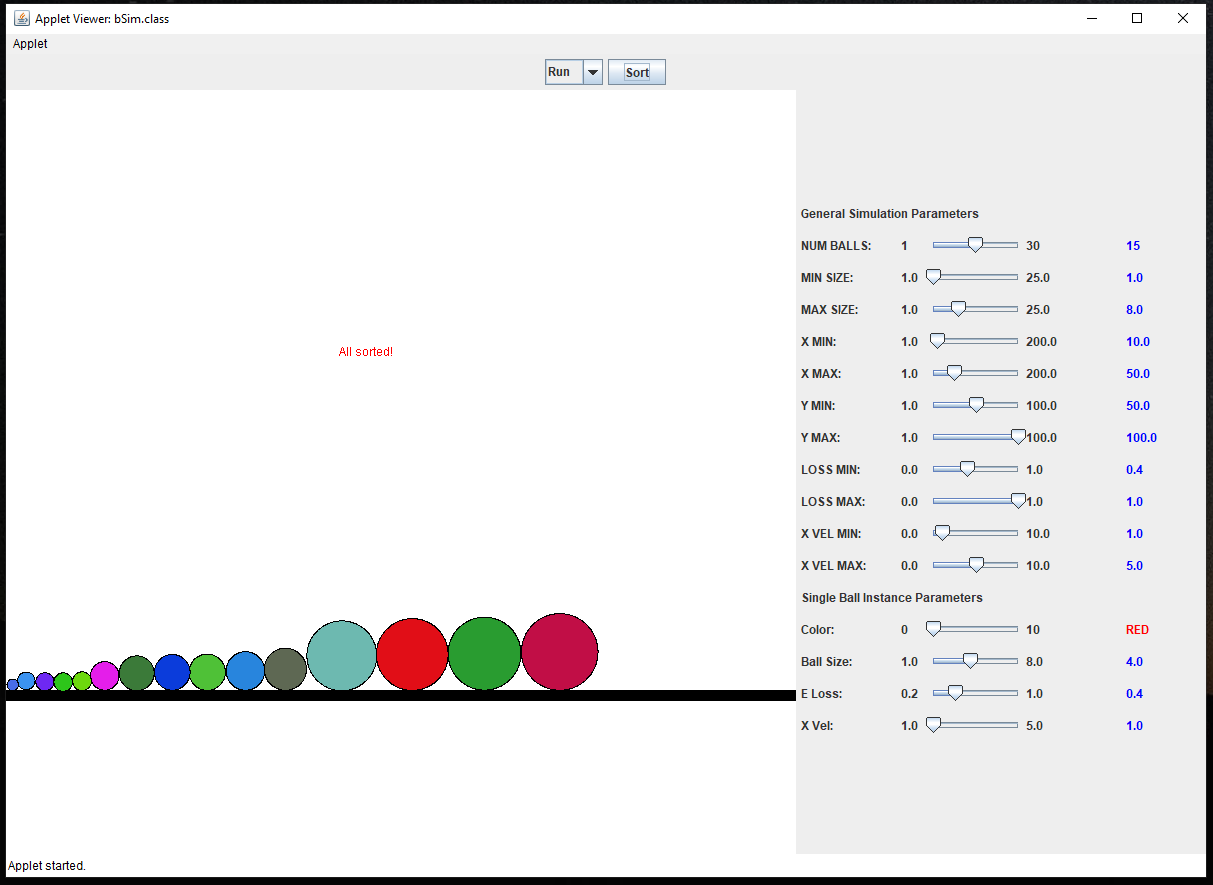 Applet Viewer: bSim.class
Applet
Run Sort
General Simulation Parameters
NUM BALLS: 1 30 15
MIN SIZE: 1.0 25.0 1.0
MAX SIZE: 1.0 25.0 8.0
X MIN: 1.0 200.0 10.0
All sorted!
X MAX: 1.0 200.0 50.0
Y MIN: 1.0 100.0 50.0
Y MAX: 1.0 100.0 100.0
LOSS MIN: 0.0 1.0 0.4
LOSS MAX: 0.0 1.0 1.0
X VEL MIN: 0.0 10.0 1.0
X VEL MAX: 0.0 10.0 5.0
Single Ball Instance Parameters
Color: 0 10 RED
Ball Size: 1.0 8.0 4.0
E Loss: 0.2 1.0 0.4
X Vel: 1.0 5.0 1.0
Applet started.